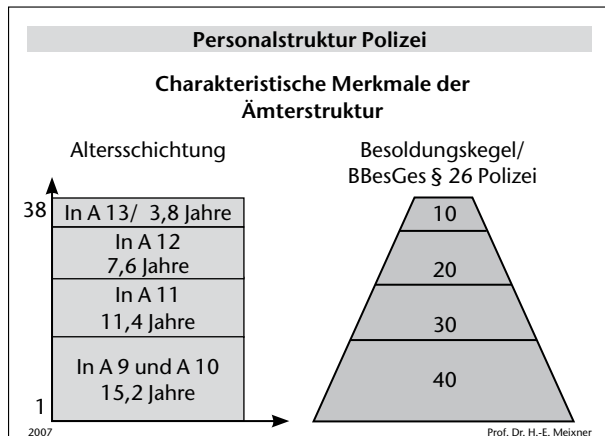 Personalstruktur Polizei
Charakteristische Merkmale der
Ämterstruktur
Altersschichtung
38
In A 13/ 3,8 Jahre
In A 12
7,6 Jahre
In A 11
11,4 Jahre
In A 9 und A 10
15,2 Jahre
1
Besoldungskegel/
BBesGes § 26 Polizei
10
20
30
40
2007
Prof. Dr. H.-E. Meixner